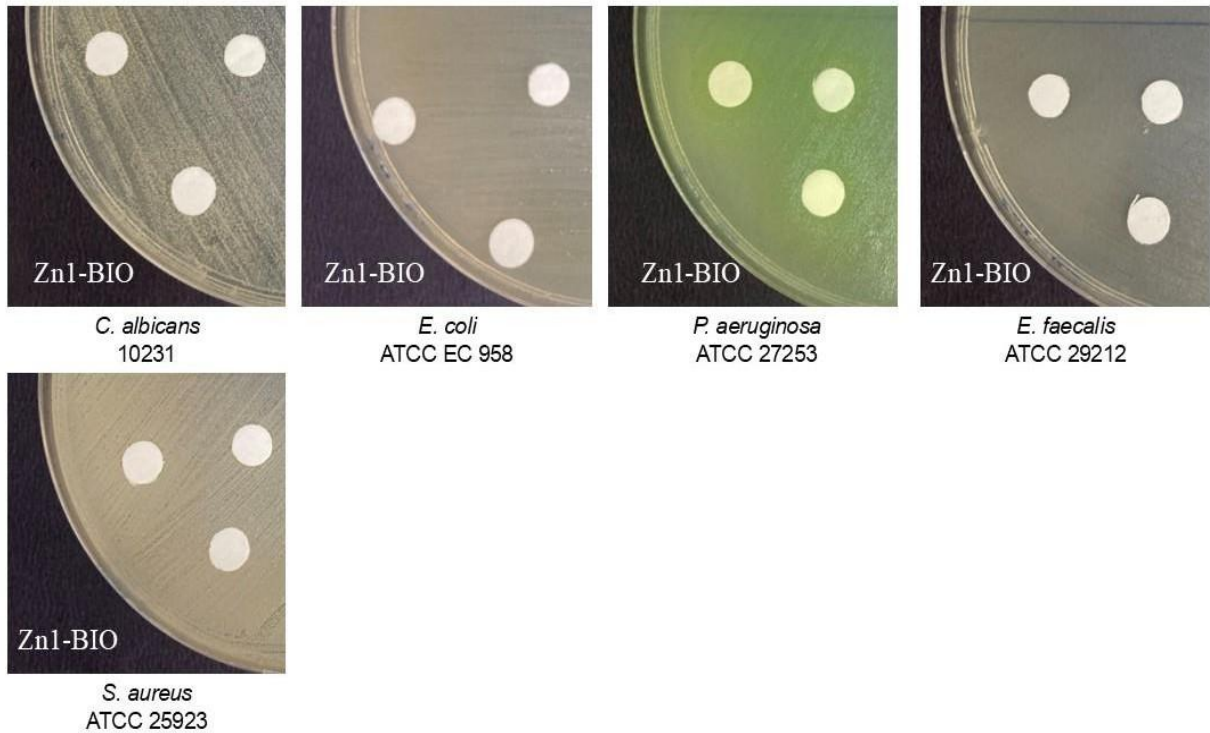 Zn1-BIO
C. albicans
10231
Zn1-BIO
E. coli
ATCC EC 958
Zn1-BIO
P. aeruginosa
ATCC 27253
Zn1-BIO
E. faecalis
ATCC 29212
Zn1-BIO
S. aureus
ATCC 25923